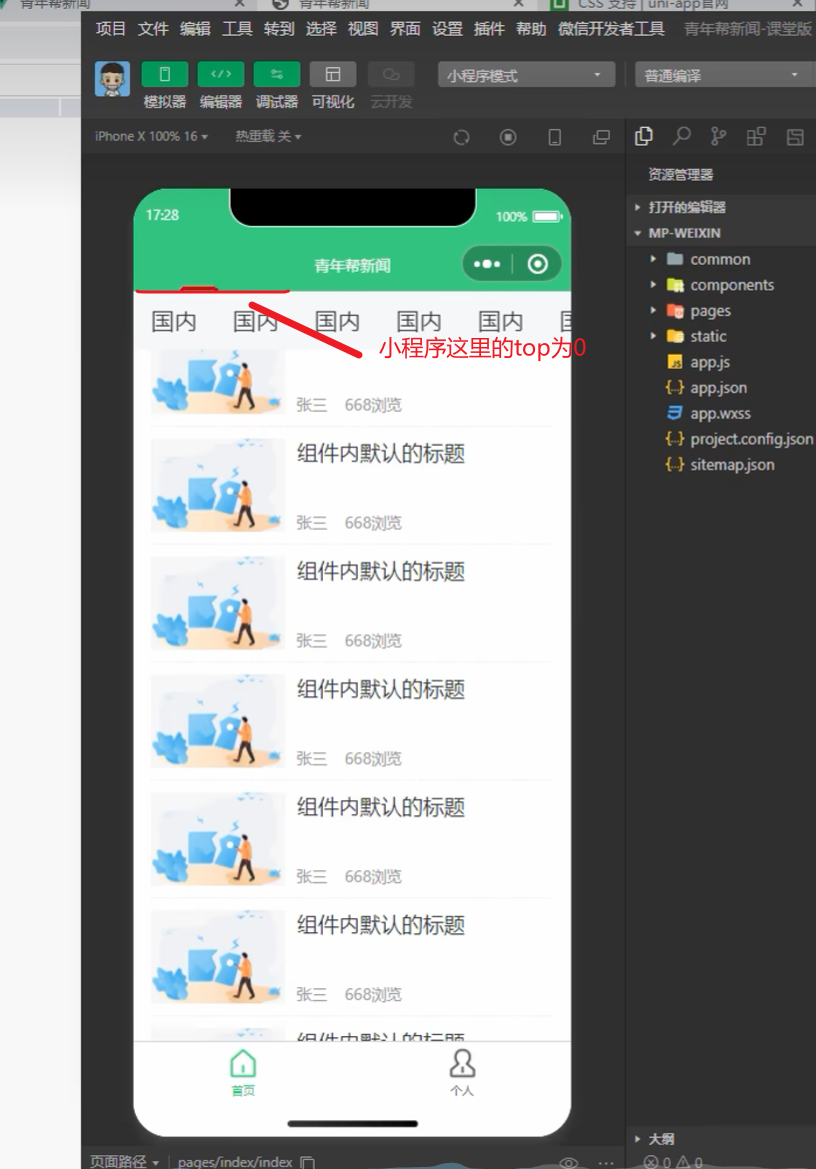 青年帮新闻
青年帮新闻
CSS 支持 | uni-app官网
项目 文件 编辑 工具 转到 选择 视图 界面 设置 插件 帮助 微信开发者工具 青年帮新闻-课堂版
模拟器 编辑器 调试器 可视化 云开发
小程序模式
普通编译
iPhone X 100% 16 热重载 关
资源管理器
打开的编辑器
MP-WEIXIN
common
components
pages
static
app.js
app.json
app.wxss
project.config.json
sitemap.json
大纲
0 0
17:28
100%
青年帮新闻
国内 国内 国内 国内 国内
小程序这里的top为0
张三 668浏览
组件内默认的标题
张三 668浏览
组件内默认的标题
张三 668浏览
组件内默认的标题
张三 668浏览
组件内默认的标题
张三 668浏览
组件内默认的标题
张三 668浏览
组件内默认的标题
首页
个人
页面路径 pages/index/index